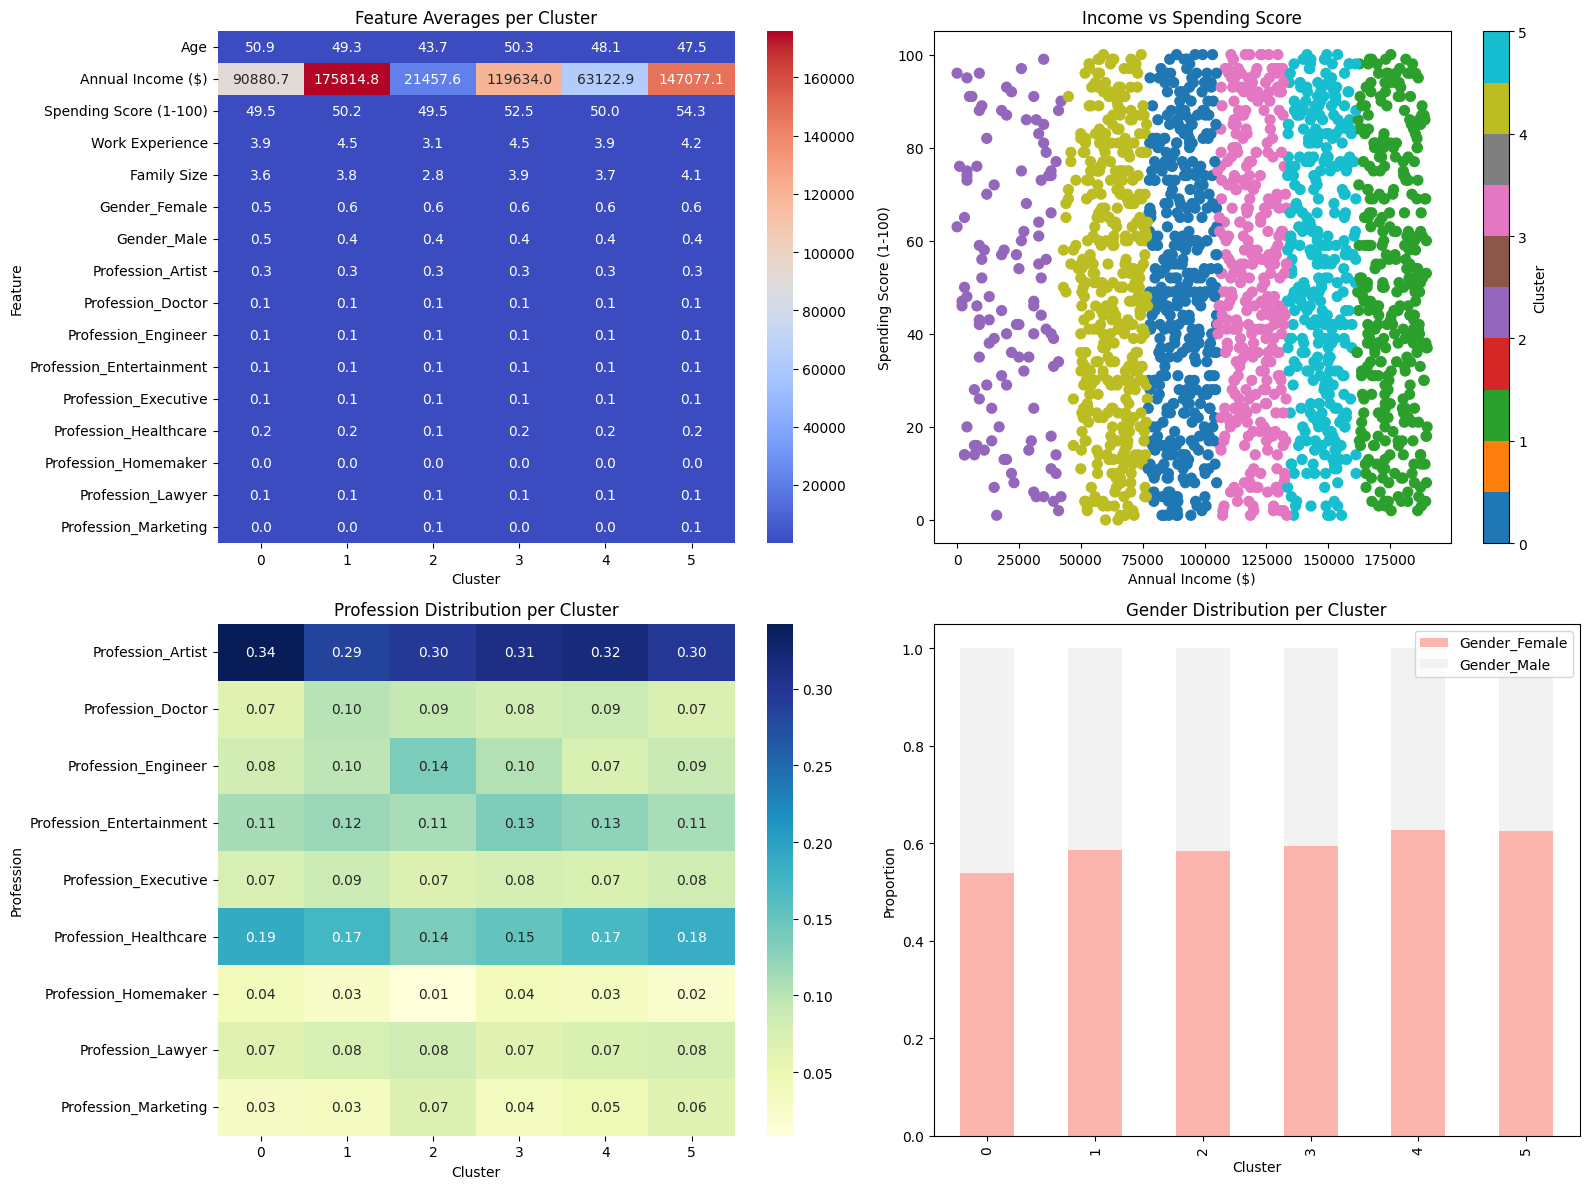 Feature Averages per Cluster
Feature
Age 50.9 49.3 43.7 50.3 48.1 47.5
Annual Income ($) 90880.7 175814.8 21457.6 119634.0 63122.9 147077.1
Spending Score (1-100) 49.5 50.2 49.5 52.5 50.0 54.3
Work Experience 3.9 4.5 3.1 4.5 3.9 4.2
Family Size 3.6 3.8 2.8 3.9 3.7 4.1
Gender_Female 0.5 0.6 0.6 0.6 0.6 0.6
Gender_Male 0.5 0.4 0.4 0.4 0.4 0.4
Profession_Artist 0.3 0.3 0.3 0.3 0.3 0.3
Profession_Doctor 0.1 0.1 0.1 0.1 0.1 0.1
Profession_Engineer 0.1 0.1 0.1 0.1 0.1 0.1
Profession_Entertainment 0.1 0.1 0.1 0.1 0.1 0.1
Profession_Executive 0.1 0.1 0.1 0.1 0.1 0.1
Profession_Healthcare 0.2 0.2 0.1 0.2 0.2 0.2
Profession_Homemaker 0.0 0.0 0.0 0.0 0.0 0.0
Profession_Lawyer 0.1 0.1 0.1 0.1 0.1 0.1
Profession_Marketing 0.0 0.0 0.1 0.0 0.0 0.1
0 1 2 3 4 5
Cluster
160000
140000
120000
100000
80000
60000
40000
20000
Income vs Spending Score
Spending Score (1-100)
100
80
60
40
20
0
0 25000 50000 75000 100000 125000 150000 175000
Annual Income ($)
5
4
3
2
1
0
Cluster
Profession Distribution per Cluster
Profession
Profession_Artist 0.34 0.29 0.30 0.31 0.32 0.30
Profession_Doctor 0.07 0.10 0.09 0.08 0.09 0.07
Profession_Engineer 0.08 0.10 0.14 0.10 0.07 0.09
Profession_Entertainment 0.11 0.12 0.11 0.13 0.13 0.11
Profession_Executive 0.07 0.09 0.07 0.08 0.07 0.08
Profession_Healthcare 0.19 0.17 0.14 0.15 0.17 0.18
Profession_Homemaker 0.04 0.03 0.01 0.04 0.03 0.02
Profession_Lawyer 0.07 0.08 0.08 0.07 0.07 0.08
Profession_Marketing 0.03 0.03 0.07 0.04 0.05 0.06
0 1 2 3 4 5
Cluster
0.30
0.25
0.20
0.15
0.10
0.05
Gender Distribution per Cluster
Gender_Female
Gender_Male
Proportion
1.0
0.8
0.6
0.4
0.2
0.0
0 1 2 3 4 5
Cluster